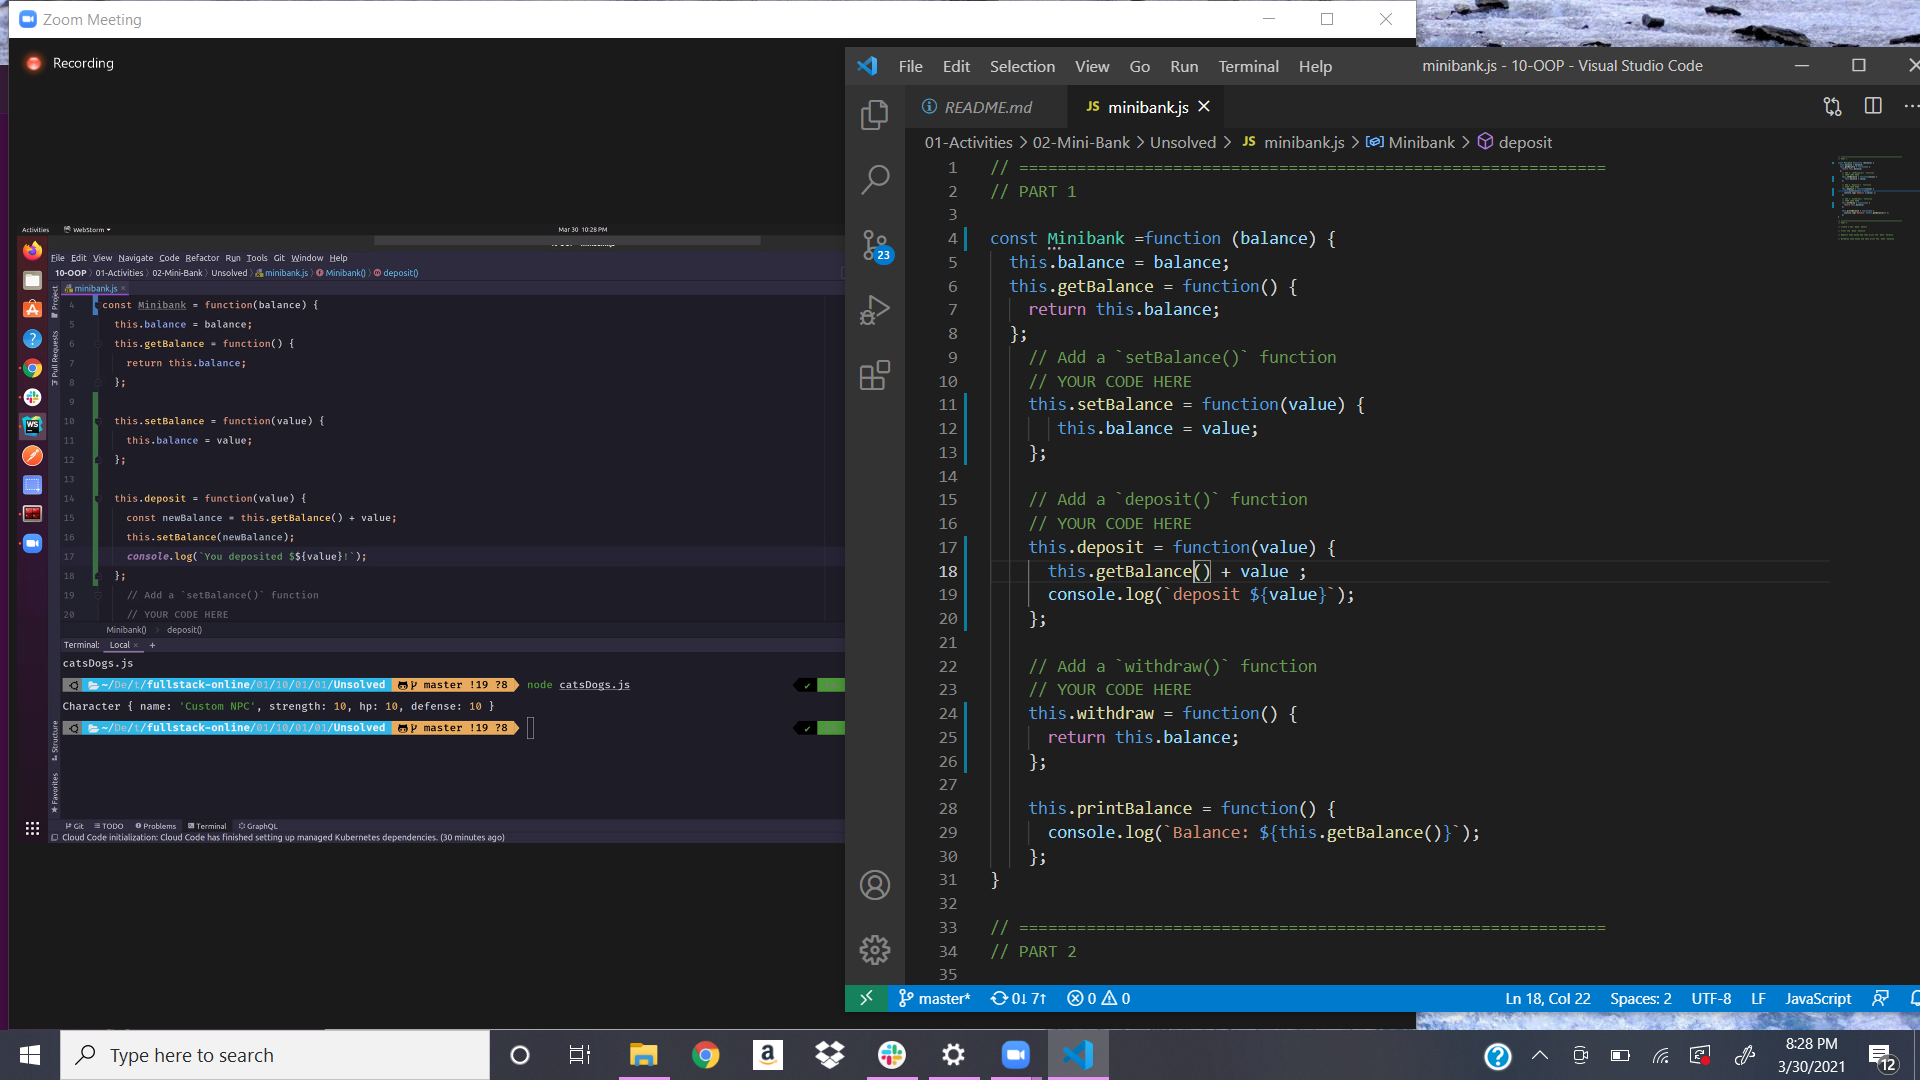 Zoom Meeting
Recording
Activities WebStorm Mar 30 10:28 PM
File Edit View Navigate Code Refactor Run Tools Git Window Help
10-OOP 01-Activities 02-Mini-Bank Unsolved minibank.js Minibank() deposit()
minibank.js
Project
Pull Requests
Structure
Favorites
4 const Minibank = function(balance) {
5 this.balance = balance;
6 this.getBalance = function() {
7 return this.balance;
8 };
9
10 this.setBalance = function(value) {
11 this.balance = value;
12 };
13
14 this.deposit = function(value) {
15 const newBalance = this.getBalance() + value;
16 this.setBalance(newBalance);
17 console.log(`You deposited $${value}!`);
18 };
19 // Add a `setBalance()` function
20 // YOUR CODE HERE
Minibank() deposit()
Terminal: Local × +
catsDogs.js
~/De/t/fullstack-online/01/10/01/01/Unsolved master !19 ?8 node catsDogs.js
Character { name: 'Custom NPC', strength: 10, hp: 10, defense: 10 }
~/De/t/fullstack-online/01/10/01/01/Unsolved master !19 ?8
Git TODO Problems Terminal GraphQL
Cloud Code initialization: Cloud Code has finished setting up managed Kubernetes dependencies. (30 minutes ago)
File Edit Selection View Go Run Terminal Help minibank.js - 10-OOP - Visual Studio Code
README.md JS minibank.js
01-Activities > 02-Mini-Bank > Unsolved > JS minibank.js > Minibank > deposit
23
1 // =============================================================
2 // PART 1
3
4 const Minibank =function (balance) {
5 this.balance = balance;
6 this.getBalance = function() {
7 return this.balance;
8 };
9 // Add a `setBalance()` function
10 // YOUR CODE HERE
11 this.setBalance = function(value) {
12 this.balance = value;
13 };
14
15 // Add a `deposit()` function
16 // YOUR CODE HERE
17 this.deposit = function(value) {
18 this.getBalance() + value ;
19 console.log(`deposit ${value}`);
20 };
21
22 // Add a `withdraw()` function
23 // YOUR CODE HERE
24 this.withdraw = function() {
25 return this.balance;
26 };
27
28 this.printBalance = function() {
29 console.log(`Balance: ${this.getBalance()}`);
30 };
31 }
32
33 // =============================================================
34 // PART 2
35
master* 0↓ 7↑ 0 0 Ln 18, Col 22 Spaces: 2 UTF-8 LF JavaScript
Type here to search
8:28 PM
3/30/2021
12